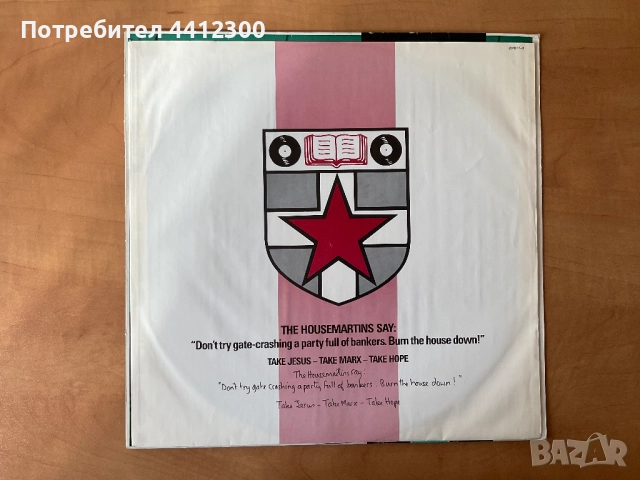 Потребител 4412300
THE HOUSEMARTINS SAY:
"Don't try gate-crashing a party full of bankers. Burn the house down!"
TAKE JESUS – TAKE MARX – TAKE HOPE
The Housemartins say:
"Don't try gate crashing a party full of bankers. Burn the house down!"
Take Jesus – Take Marx – Take Hope
BAZAR